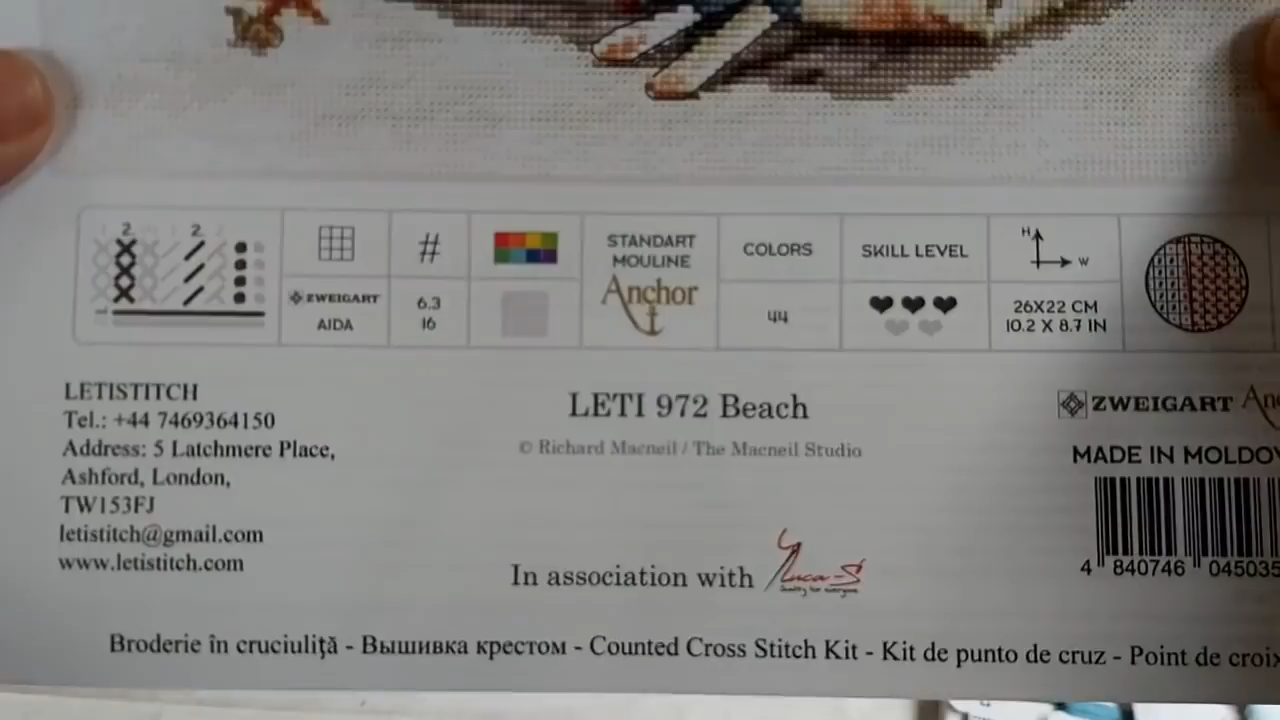 2 2
#
STANDART
MOULINE
Anchor
COLORS
SKILL LEVEL
H
W
ZWEIGART
AIDA
6.3
16
44
26X22 CM
10.2 X 8.7 IN
LETISTITCH
Tel.: +44 7469364150
Address: 5 Latchmere Place,
Ashford, London,
TW153FJ
letistitch@gmail.com
www.letistitch.com
LETI 972 Beach
© Richard Macneil / The Macneil Studio
In association with Luca-S
ZWEIGART An
MADE IN MOLDOV
4 840746 045035
Broderie în cruciuliţă - Вышивка крестом - Counted Cross Stitch Kit - Kit de punto de cruz - Point de croix